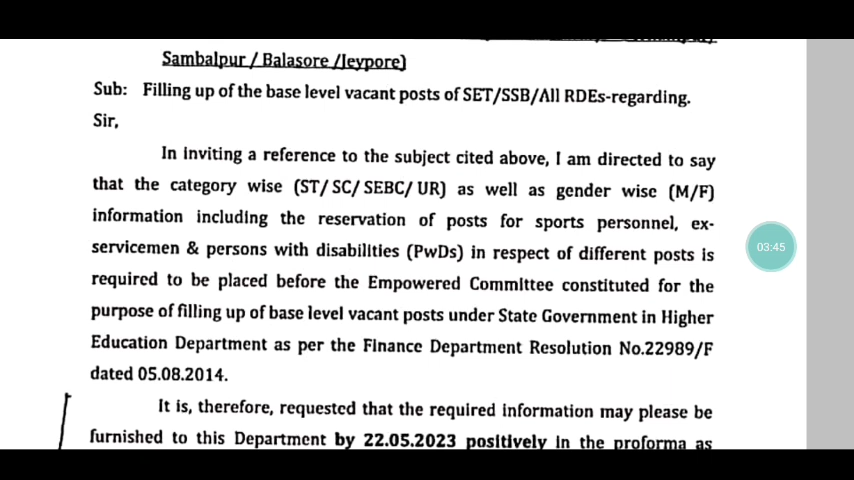 Sambalpur / Balasore /Jeypore)
Sub: Filling up of the base level vacant posts of SET/SSB/All RDEs-regarding.
Sir,
In inviting a reference to the subject cited above, I am directed to say
that the category wise (ST/ SC/ SEBC/ UR) as well as gender wise (M/F)
information including the reservation of posts for sports personnel, ex-
servicemen & persons with disabilities (PwDs) in respect of different posts is
required to be placed before the Empowered Committee constituted for the
purpose of filling up of base level vacant posts under State Government in Higher
Education Department as per the Finance Department Resolution No.22989/F
dated 05.08.2014.
It is, therefore, requested that the required information may please be
furnished to this Department by 22.05.2023 positively in the proforma as
03:45